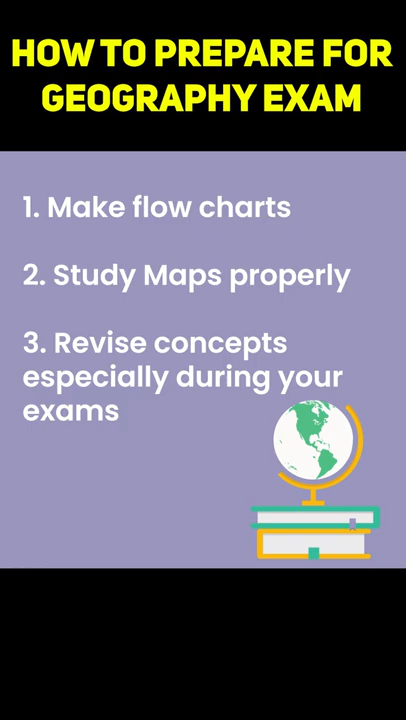 HOW TO PREPARE FOR
GEOGRAPHY EXAM
1. Make flow charts
2. Study Maps properly
3. Revise concepts
especially during your
exams